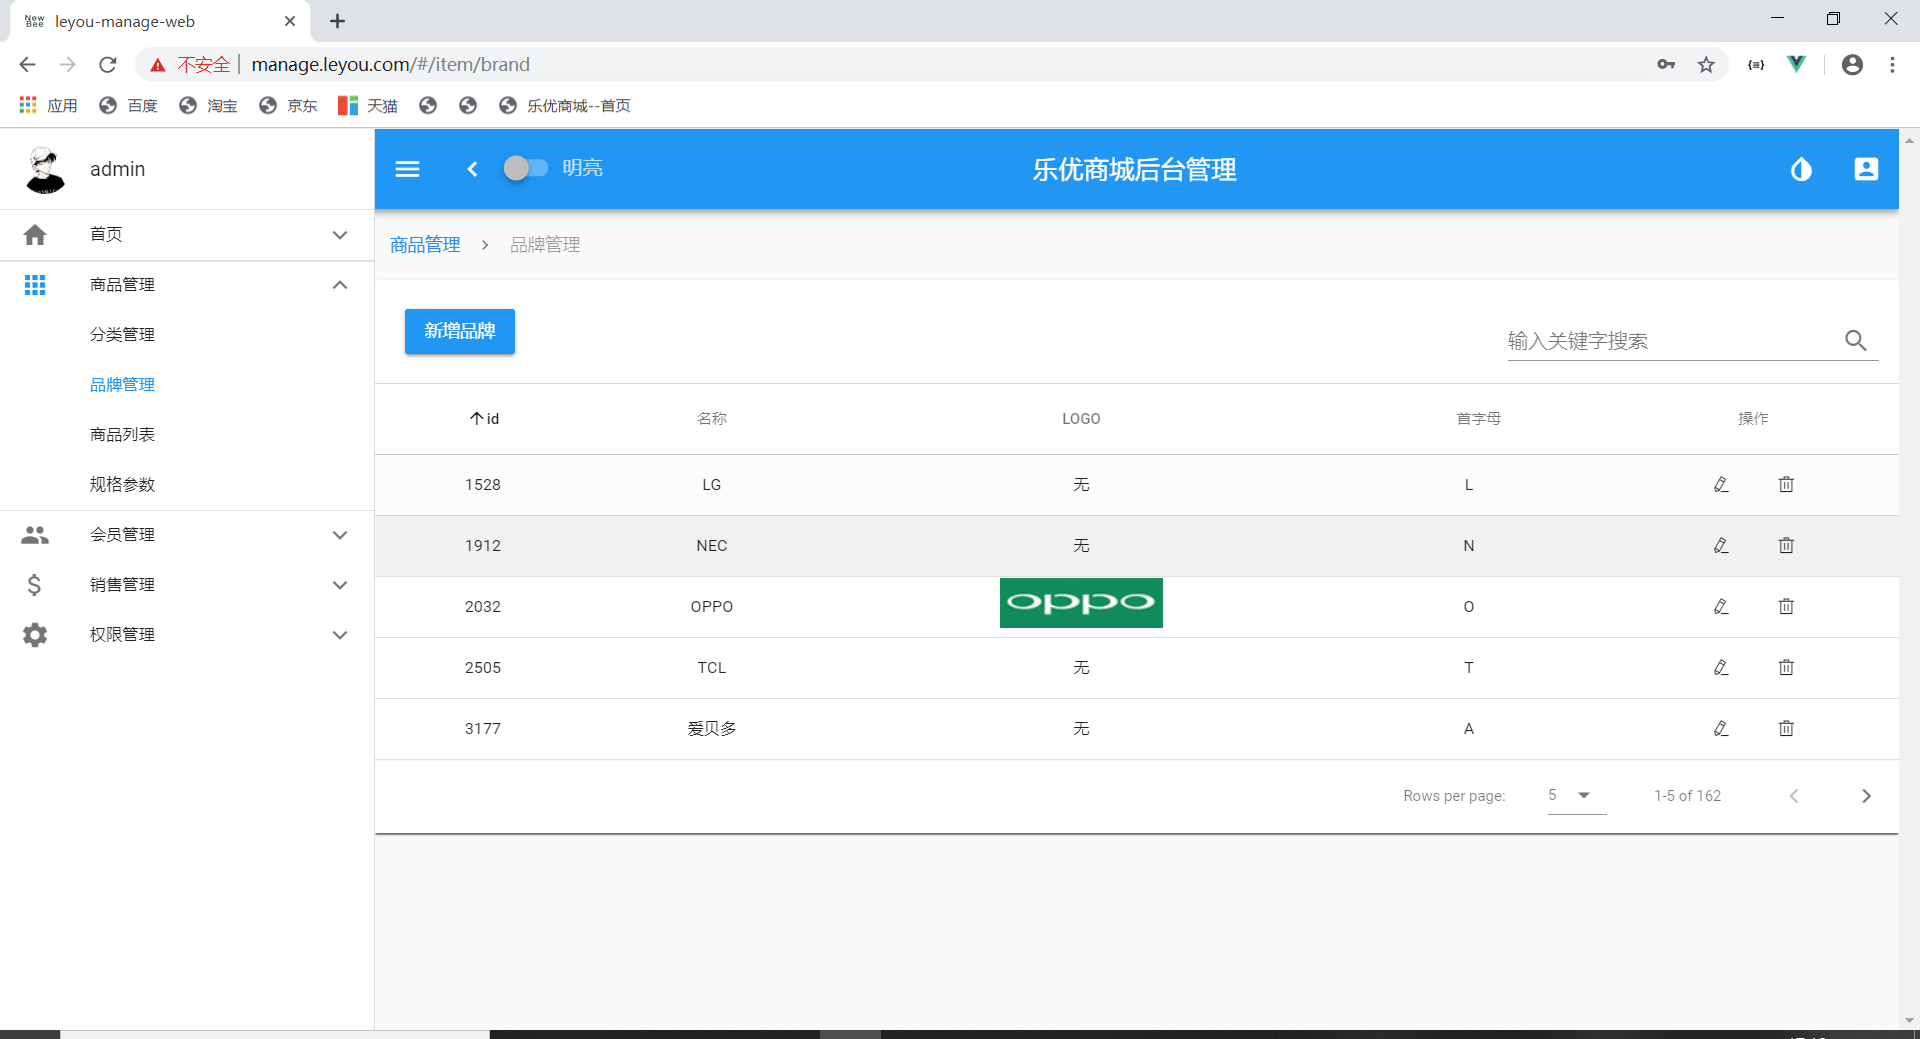 New Bee leyou-manage-web
不安全 manage.leyou.com/#/item/brand
应用 百度 淘宝 京东 天猫 乐优商城--首页
admin
明亮 乐优商城后台管理
首页
商品管理
分类管理
品牌管理
商品列表
规格参数
会员管理
销售管理
权限管理
商品管理 > 品牌管理
新增品牌
输入关键字搜索
id 名称 LOGO 首字母 操作
1528 LG 无 L
1912 NEC 无 N
2032 OPPO oppo O
2505 TCL 无 T
3177 爱贝多 无 A
Rows per page: 5 1-5 of 162